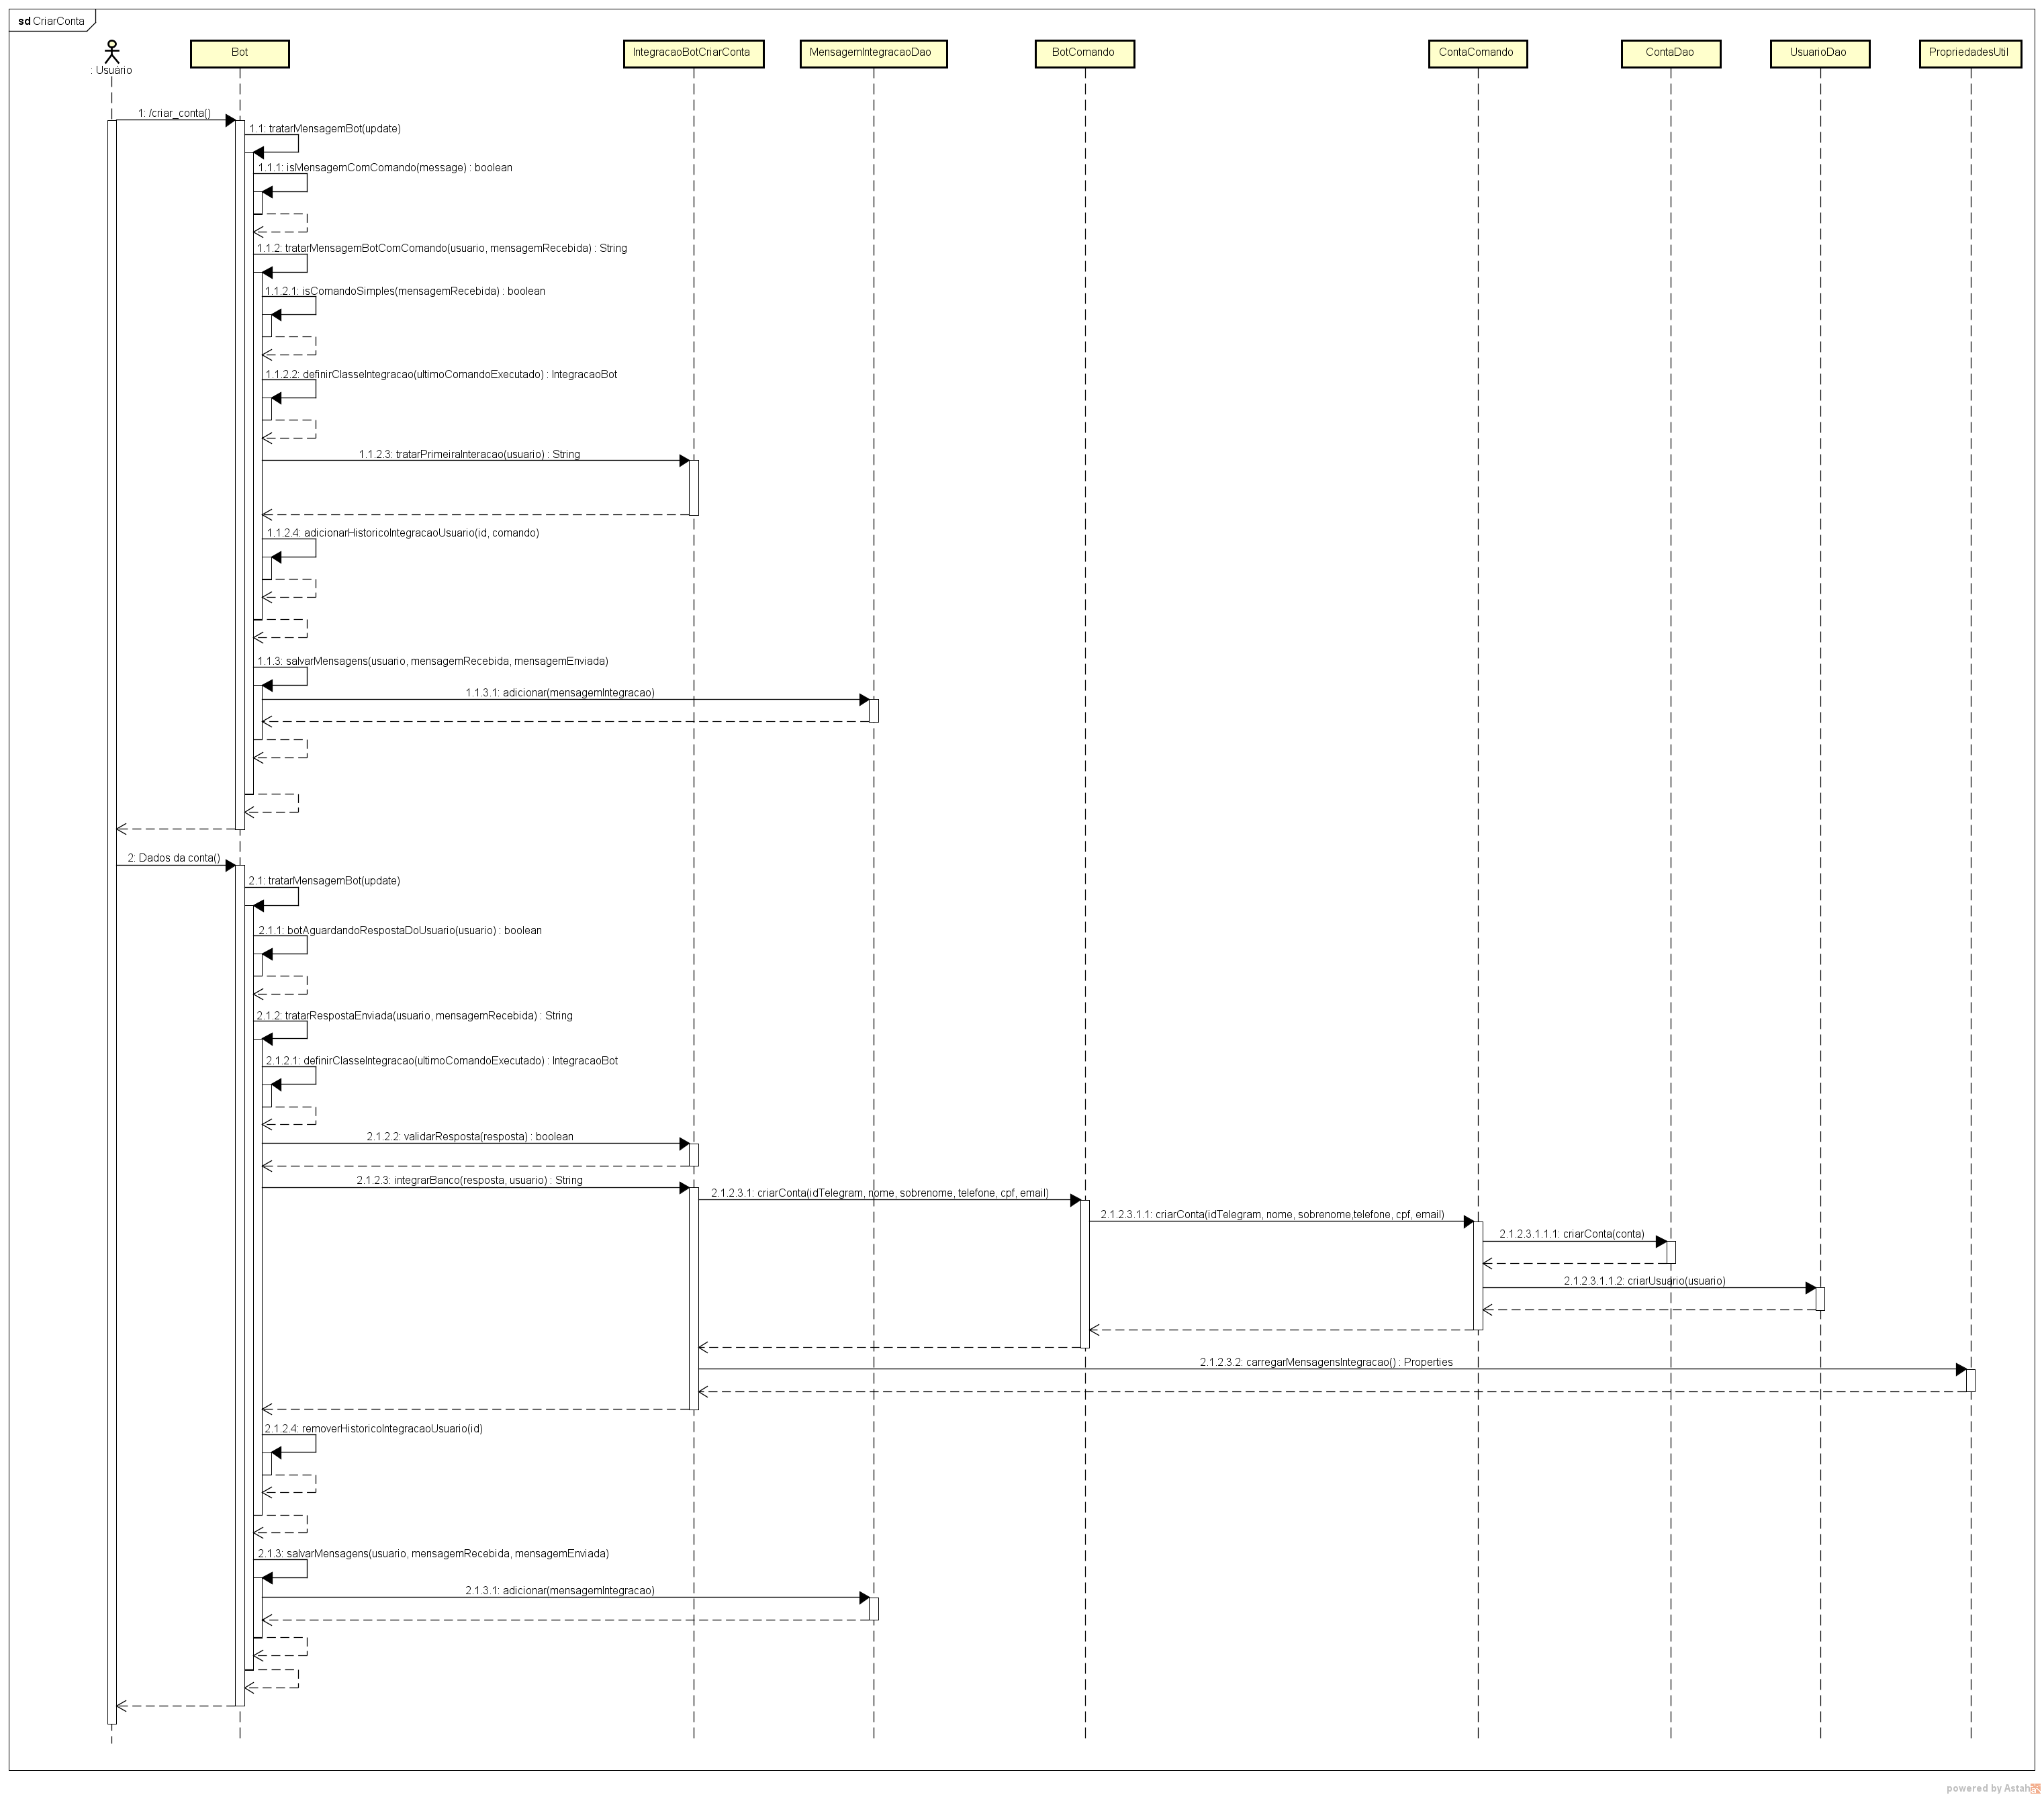 sd CriarConta
: Usuário
Bot
IntegracaoBotCriarConta
MensagemIntegracaoDao
BotComando
ContaComando
ContaDao
UsuarioDao
PropriedadesUtil
1: /criar_conta()
1.1: tratarMensagemBot(update)
1.1.1: isMensagemComComando(message) : boolean
1.1.2: tratarMensagemBotComComando(usuario, mensagemRecebida) : String
1.1.2.1: isComandoSimples(mensagemRecebida) : boolean
1.1.2.2: definirClasseIntegracao(ultimoComandoExecutado) : IntegracaoBot
1.1.2.3: tratarPrimeiraInteracao(usuario) : String
1.1.2.4: adicionarHistoricoIntegracaoUsuario(id, comando)
1.1.3: salvarMensagens(usuario, mensagemRecebida, mensagemEnviada)
1.1.3.1: adicionar(mensagemIntegracao)
2: Dados da conta()
2.1: tratarMensagemBot(update)
2.1.1: botAguardandoRespostaDoUsuario(usuario) : boolean
2.1.2: tratarRespostaEnviada(usuario, mensagemRecebida) : String
2.1.2.1: definirClasseIntegracao(ultimoComandoExecutado) : IntegracaoBot
2.1.2.2: validarResposta(resposta) : boolean
2.1.2.3: integrarBanco(resposta, usuario) : String
2.1.2.3.1: criarConta(idTelegram, nome, sobrenome, telefone, cpf, email)
2.1.2.3.1.1: criarConta(idTelegram, nome, sobrenome,telefone, cpf, email)
2.1.2.3.1.1.1: criarConta(conta)
2.1.2.3.1.1.2: criarUsuario(usuario)
2.1.2.3.2: carregarMensagensIntegracao() : Properties
2.1.2.4: removerHistoricoIntegracaoUsuario(id)
2.1.3: salvarMensagens(usuario, mensagemRecebida, mensagemEnviada)
2.1.3.1: adicionar(mensagemIntegracao)
powered by Astah